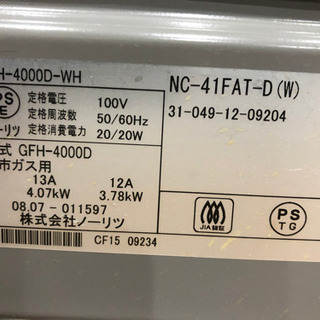 H-4000D-WH
NC-41FAT-D(W)
31-049-12-09204
PS
E
ーリツ
定格電圧 100V
定格周波数 50/60Hz
定格消費電力 20/20W
式 GFH-4000D
市ガス用
13A 12A
4.07kW 3.78kW
08.07-011597
株式会社ノーリツ
CF15 09234
JIA認証
PS
TG